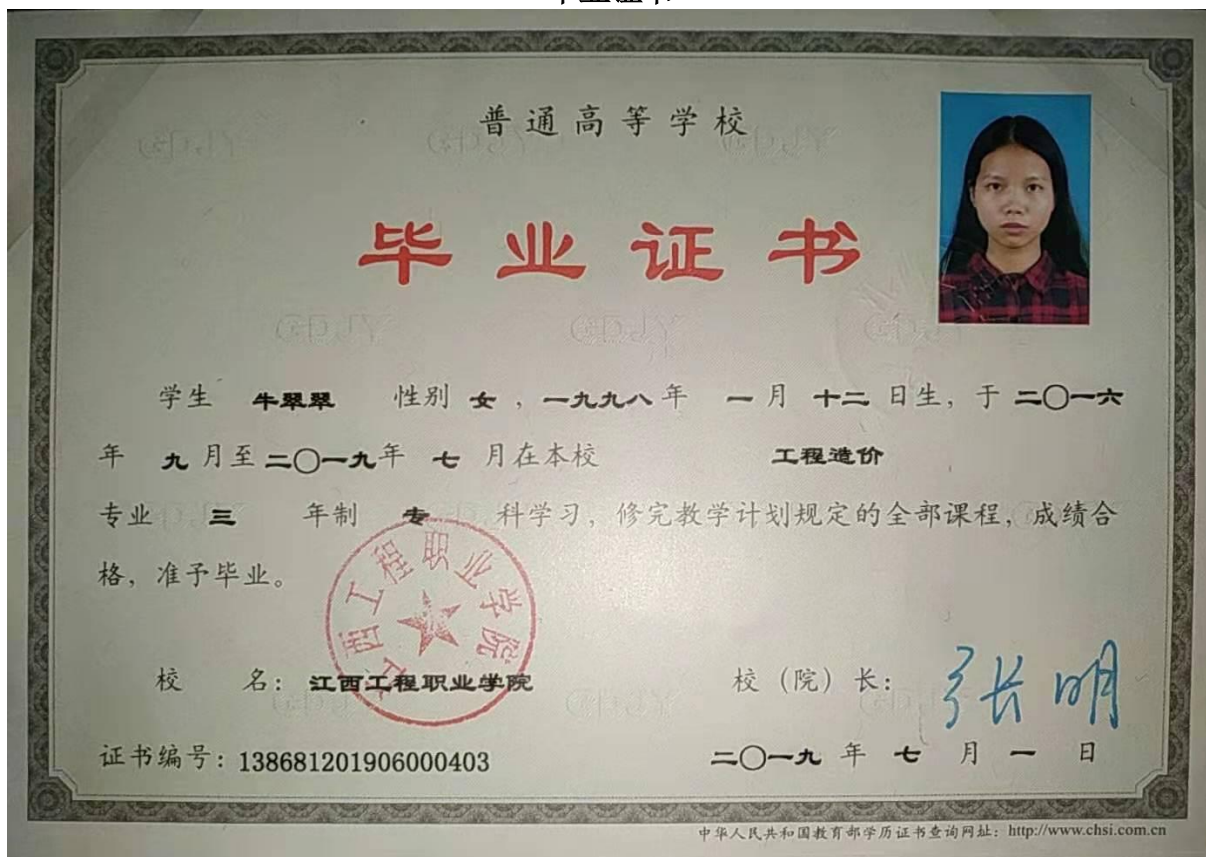 毕业证书
普通高等学校
毕业证书
学生 牛翠翠 性别 女 ，一九九八 年 一 月 十二 日生，于 二〇一六
年 九 月至 二〇一九 年 七 月在本校 工程造价
专业 三 年制 专 科学习，修完教学计划规定的全部课程，成绩合
格，准予毕业。
江西工程职业学院
校 名：江西工程职业学院 校（院）长：张明
证书编号：138681201906000403 二〇一九 年 七 月 一 日
中华人民共和国教育部学历证书查询网址：http://www.chsi.com.cn